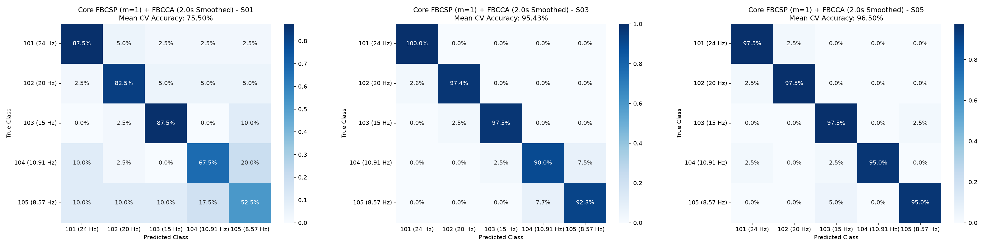 Core FBCSP (m=1) + FBCCA (2.0s Smoothed) - S01
Mean CV Accuracy: 75.50%
True Class
101 (24 Hz)
87.5%
5.0%
2.5%
2.5%
2.5%
102 (20 Hz)
2.5%
82.5%
5.0%
5.0%
5.0%
103 (15 Hz)
0.0%
2.5%
87.5%
0.0%
10.0%
104 (10.91 Hz)
10.0%
2.5%
0.0%
67.5%
20.0%
105 (8.57 Hz)
10.0%
10.0%
10.0%
17.5%
52.5%
101 (24 Hz)
102 (20 Hz)
103 (15 Hz)
104 (10.91 Hz)
105 (8.57 Hz)
Predicted Class
0.8
0.7
0.6
0.5
0.4
0.3
0.2
0.1
0.0
Core FBCSP (m=1) + FBCCA (2.0s Smoothed) - S03
Mean CV Accuracy: 95.43%
True Class
101 (24 Hz)
100.0%
0.0%
0.0%
0.0%
0.0%
102 (20 Hz)
2.6%
97.4%
0.0%
0.0%
0.0%
103 (15 Hz)
0.0%
2.5%
97.5%
0.0%
0.0%
104 (10.91 Hz)
0.0%
0.0%
2.5%
90.0%
7.5%
105 (8.57 Hz)
0.0%
0.0%
0.0%
7.7%
92.3%
101 (24 Hz)
102 (20 Hz)
103 (15 Hz)
104 (10.91 Hz)
105 (8.57 Hz)
Predicted Class
1.0
0.8
0.6
0.4
0.2
0.0
Core FBCSP (m=1) + FBCCA (2.0s Smoothed) - S05
Mean CV Accuracy: 96.50%
True Class
101 (24 Hz)
97.5%
2.5%
0.0%
0.0%
0.0%
102 (20 Hz)
2.5%
97.5%
0.0%
0.0%
0.0%
103 (15 Hz)
0.0%
0.0%
97.5%
0.0%
2.5%
104 (10.91 Hz)
2.5%
0.0%
2.5%
95.0%
0.0%
105 (8.57 Hz)
0.0%
0.0%
5.0%
0.0%
95.0%
101 (24 Hz)
102 (20 Hz)
103 (15 Hz)
104 (10.91 Hz)
105 (8.57 Hz)
Predicted Class
0.8
0.6
0.4
0.2
0.0